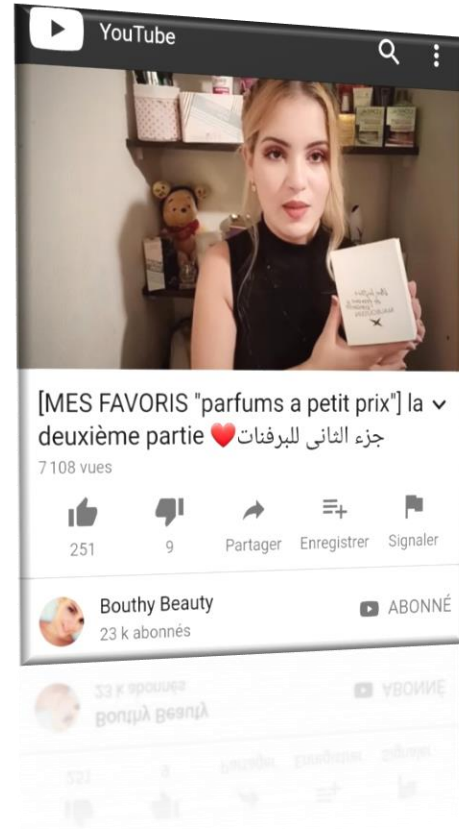 YouTube
[MES FAVORIS "parfums a petit prix"] la
deuxième partie ❤️جزء الثانى للبرفنات
7 108 vues
251
9
Partager
Enregistrer
Signaler
Bouthy Beauty
23 k abonnés
ABONNÉ